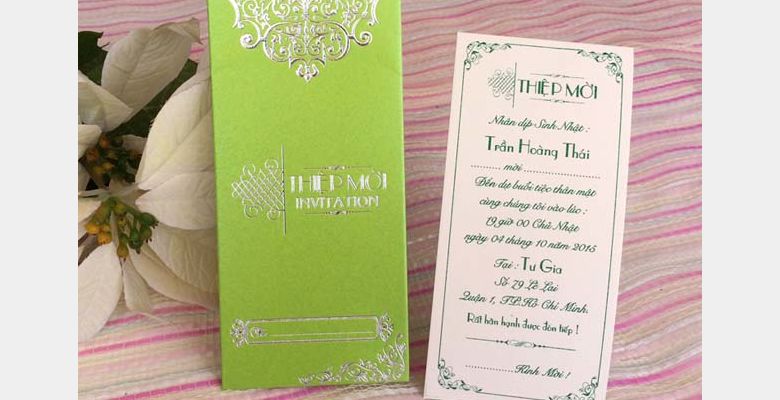 THIỆP MỜI
INVITATION
THIỆP MỜI
Nhân dịp Sinh Nhật :
Trần Hoàng Thái
mời
Đến dự buổi tiệc thân mật
cùng chúng tôi vào lúc :
19 giờ 00 Chủ Nhật
ngày 04 tháng 10 năm 2015
Tại : Tư Gia
Số 79 Lê Lai
Quận 1, TP. Hồ Chí Minh.
Rất hân hạnh được đón tiếp !
Kính Mời !